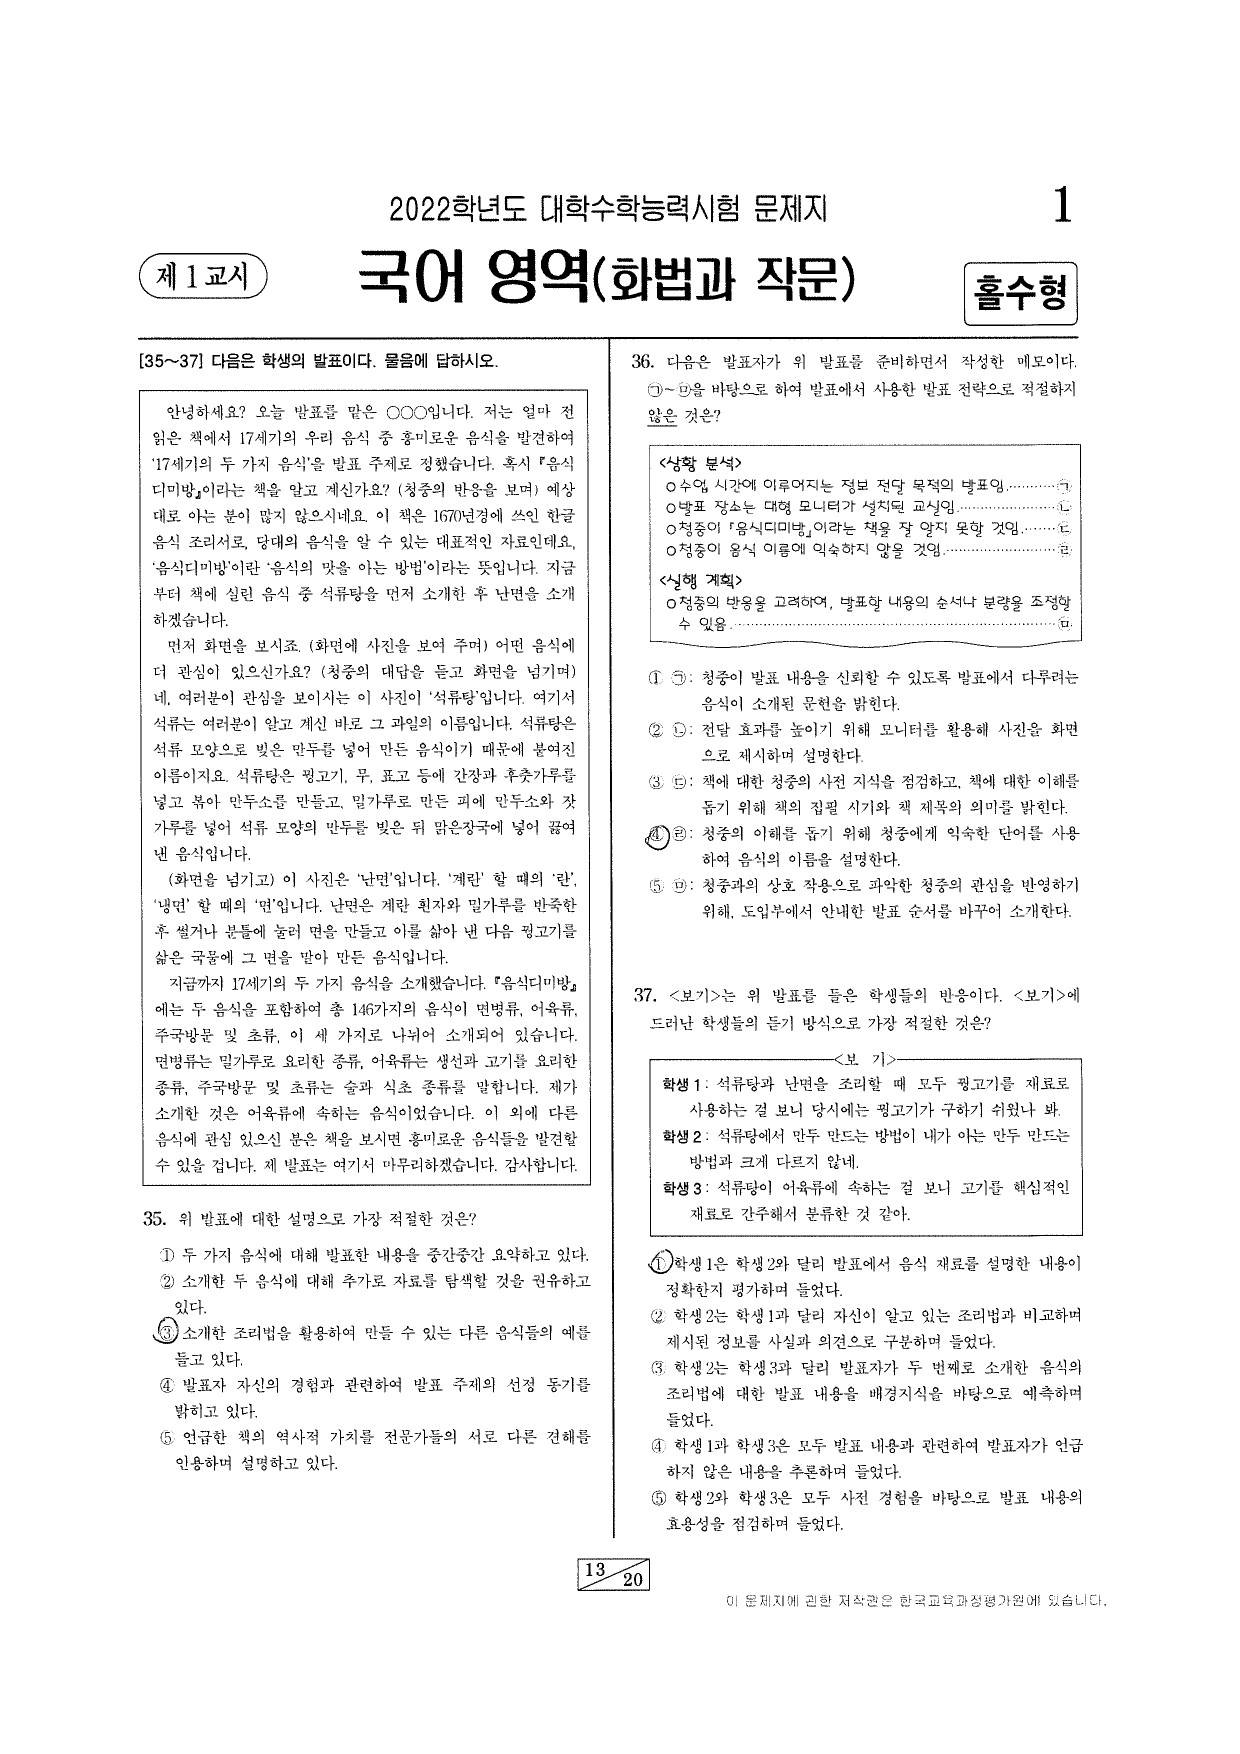 2022학년도 대학수학능력시험 문제지
1
제 1 교시
국어 영역(화법과 작문)
홀수형
[35~37] 다음은 학생의 발표이다. 물음에 답하시오.
안녕하세요? 오늘 발표를 맡은 ○○○입니다. 저는 얼마 전
읽은 책에서 17세기의 우리 음식 중 흥미로운 음식을 발견하여
'17세기의 두 가지 음식'을 발표 주제로 정했습니다. 혹시 『음식
디미방』이라는 책을 알고 계신가요? (청중의 반응을 보며) 예상
대로 아는 분이 많지 않으시네요. 이 책은 1670년경에 쓰인 한글
음식 조리서로, 당대의 음식을 알 수 있는 대표적인 자료인데요,
'음식디미방'이란 '음식의 맛을 아는 방법'이라는 뜻입니다. 지금
부터 책에 실린 음식 중 석류탕을 먼저 소개한 후 난면을 소개
하겠습니다.
먼저 화면을 보시죠. (화면에 사진을 보여 주며) 어떤 음식에
더 관심이 있으신가요? (청중의 대답을 듣고 화면을 넘기며)
네, 여러분이 관심을 보이시는 이 사진이 '석류탕'입니다. 여기서
석류는 여러분이 알고 계신 바로 그 과일의 이름입니다. 석류탕은
석류 모양으로 빚은 만두를 넣어 만든 음식이기 때문에 붙여진
이름이지요. 석류탕은 꿩고기, 무, 표고 등에 간장과 후춧가루를
넣고 볶아 만두소를 만들고, 밀가루로 만든 피에 만두소와 잣
가루를 넣어 석류 모양의 만두를 빚은 뒤 맑은장국에 넣어 끓여
낸 음식입니다.
(화면을 넘기고) 이 사진은 '난면'입니다. '계란' 할 때의 '란',
'냉면' 할 때의 '면'입니다. 난면은 계란 흰자와 밀가루를 반죽한
후 썰거나 분틀에 눌러 면을 만들고 이를 삶아 낸 다음 꿩고기를
삶은 국물에 그 면을 말아 만든 음식입니다.
지금까지 17세기의 두 가지 음식을 소개했습니다. 『음식디미방』
에는 두 음식을 포함하여 총 146가지의 음식이 면병류, 어육류,
주국방문 및 초류, 이 세 가지로 나뉘어 소개되어 있습니다.
면병류는 밀가루로 요리한 종류, 어육류는 생선과 고기를 요리한
종류, 주국방문 및 초류는 술과 식초 종류를 말합니다. 제가
소개한 것은 어육류에 속하는 음식이었습니다. 이 외에 다른
음식에 관심 있으신 분은 책을 보시면 흥미로운 음식들을 발견할
수 있을 겁니다. 제 발표는 여기서 마무리하겠습니다. 감사합니다.
35. 위 발표에 대한 설명으로 가장 적절한 것은?
① 두 가지 음식에 대해 발표한 내용을 중간중간 요약하고 있다.
② 소개한 두 음식에 대해 추가로 자료를 탐색할 것을 권유하고
있다.
③ 소개한 조리법을 활용하여 만들 수 있는 다른 음식들의 예를
들고 있다.
④ 발표자 자신의 경험과 관련하여 발표 주제의 선정 동기를
밝히고 있다.
⑤ 언급한 책의 역사적 가치를 전문가들의 서로 다른 견해를
인용하며 설명하고 있다.
36. 다음은 발표자가 위 발표를 준비하면서 작성한 메모이다.
㉠~㉤을 바탕으로 하여 발표에서 사용한 발표 전략으로 적절하지
않은 것은?
<상황 분석>
○수업 시간에 이루어지는 정보 전달 목적의 발표임.···········㉠
○발표 장소는 대형 모니터가 설치된 교실임.······················㉡
○청중이 『음식디미방』이라는 책을 잘 알지 못할 것임.·······㉢
○청중이 음식 이름에 익숙하지 않을 것임.·························㉣
<실행 계획>
○청중의 반응을 고려하여, 발표할 내용의 순서나 분량을 조정할
수 있음.········································································㉤
① ㉠: 청중이 발표 내용을 신뢰할 수 있도록 발표에서 다루려는
음식이 소개된 문헌을 밝힌다.
② ㉡: 전달 효과를 높이기 위해 모니터를 활용해 사진을 화면
으로 제시하며 설명한다.
③ ㉢: 책에 대한 청중의 사전 지식을 점검하고, 책에 대한 이해를
돕기 위해 책의 집필 시기와 책 제목의 의미를 밝힌다.
④ ㉣: 청중의 이해를 돕기 위해 청중에게 익숙한 단어를 사용
하여 음식의 이름을 설명한다.
⑤ ㉤: 청중과의 상호 작용으로 파악한 청중의 관심을 반영하기
위해, 도입부에서 안내한 발표 순서를 바꾸어 소개한다.
37. <보기>는 위 발표를 들은 학생들의 반응이다. <보기>에
드러난 학생들의 듣기 방식으로 가장 적절한 것은?
<보 기>
학생 1: 석류탕과 난면을 조리할 때 모두 꿩고기를 재료로
사용하는 걸 보니 당시에는 꿩고기가 구하기 쉬웠나 봐.
학생 2: 석류탕에서 만두 만드는 방법이 내가 아는 만두 만드는
방법과 크게 다르지 않네.
학생 3: 석류탕이 어육류에 속하는 걸 보니 고기를 핵심적인
재료로 간주해서 분류한 것 같아.
① 학생 1은 학생 2와 달리 발표에서 음식 재료를 설명한 내용이
정확한지 평가하며 들었다.
② 학생 2는 학생 1과 달리 자신이 알고 있는 조리법과 비교하며
제시된 정보를 사실과 의견으로 구분하며 들었다.
③ 학생 2는 학생 3과 달리 발표자가 두 번째로 소개한 음식의
조리법에 대한 발표 내용을 배경지식을 바탕으로 예측하며
들었다.
④ 학생 1과 학생 3은 모두 발표 내용과 관련하여 발표자가 언급
하지 않은 내용을 추론하며 들었다.
⑤ 학생 2와 학생 3은 모두 사전 경험을 바탕으로 발표 내용의
효용성을 점검하며 들었다.
13
20
이 문제지에 관한 저작권은 한국교육과정평가원에 있습니다.